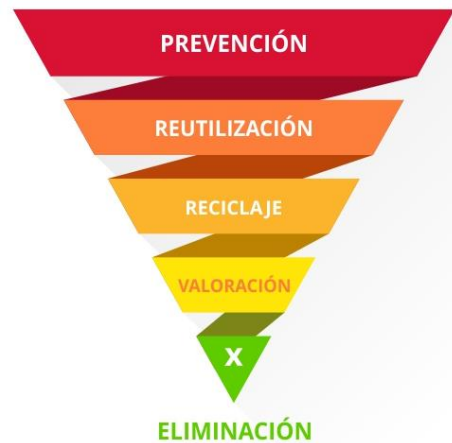 PREVENCIÓN
REUTILIZACIÓN
RECICLAJE
VALORACIÓN
X
ELIMINACIÓN